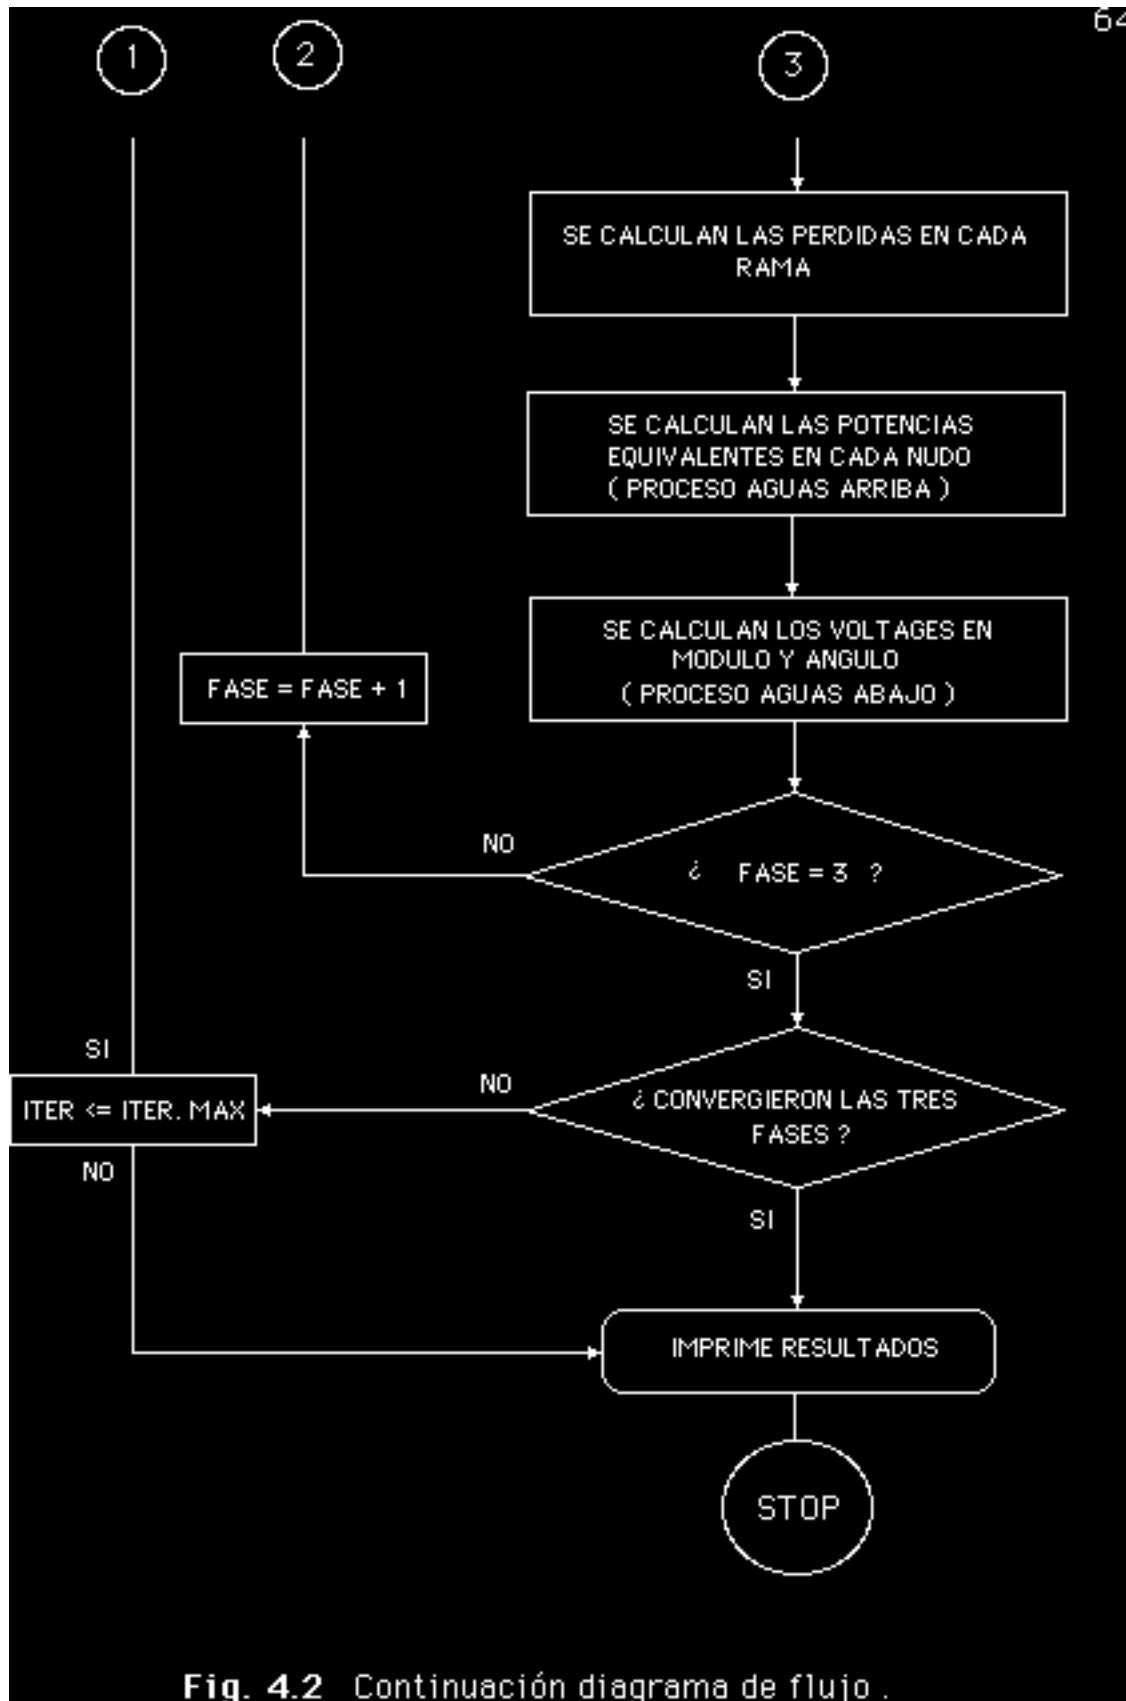 64
1
2
3
SE CALCULAN LAS PERDIDAS EN CADA
RAMA
SE CALCULAN LAS POTENCIAS
EQUIVALENTES EN CADA NUDO
( PROCESO AGUAS ARRIBA )
SE CALCULAN LOS VOLTAGES EN
MODULO Y ANGULO
( PROCESO AGUAS ABAJO )
FASE = FASE + 1
NO
¿ FASE = 3 ?
SI
SI
NO
ITER <= ITER. MAX
¿ CONVERGIERON LAS TRES
FASES ?
NO
SI
IMPRIME RESULTADOS
STOP
Fig. 4.2 Continuación diagrama de flujo .